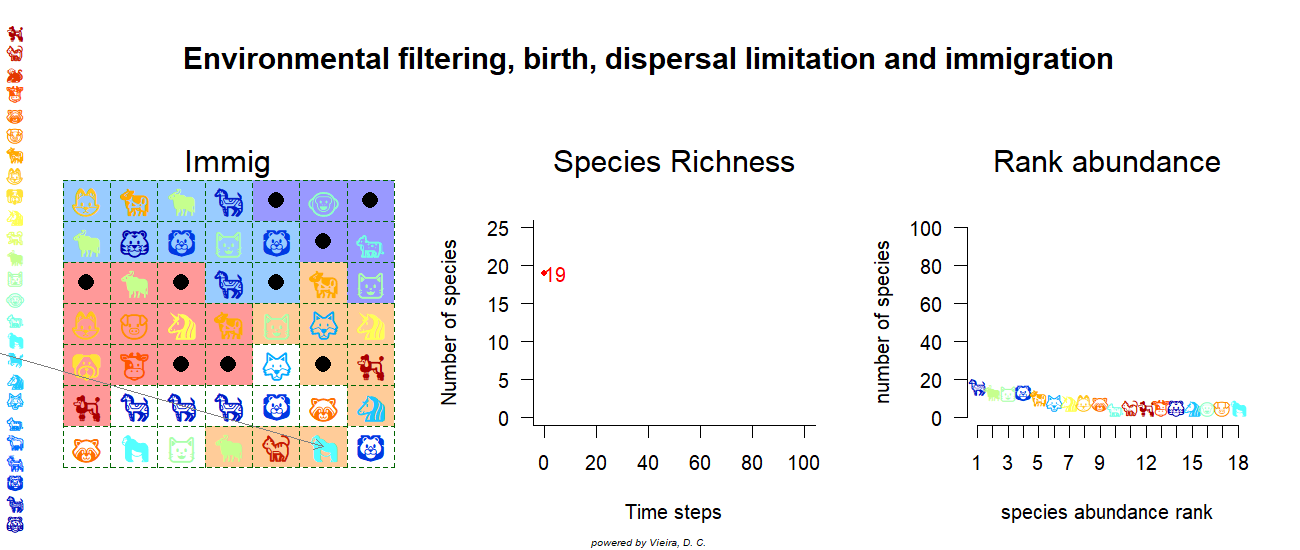 Environmental filtering, birth, dispersal limitation and immigration
Immig
Species Richness
Number of species
25
20
15
10
5
0
19
0 20 40 60 80 100
Time steps
Rank abundance
number of species
100
80
60
40
20
0
1 3 5 7 9 12 15 18
species abundance rank
powered by Vieira, D. C.